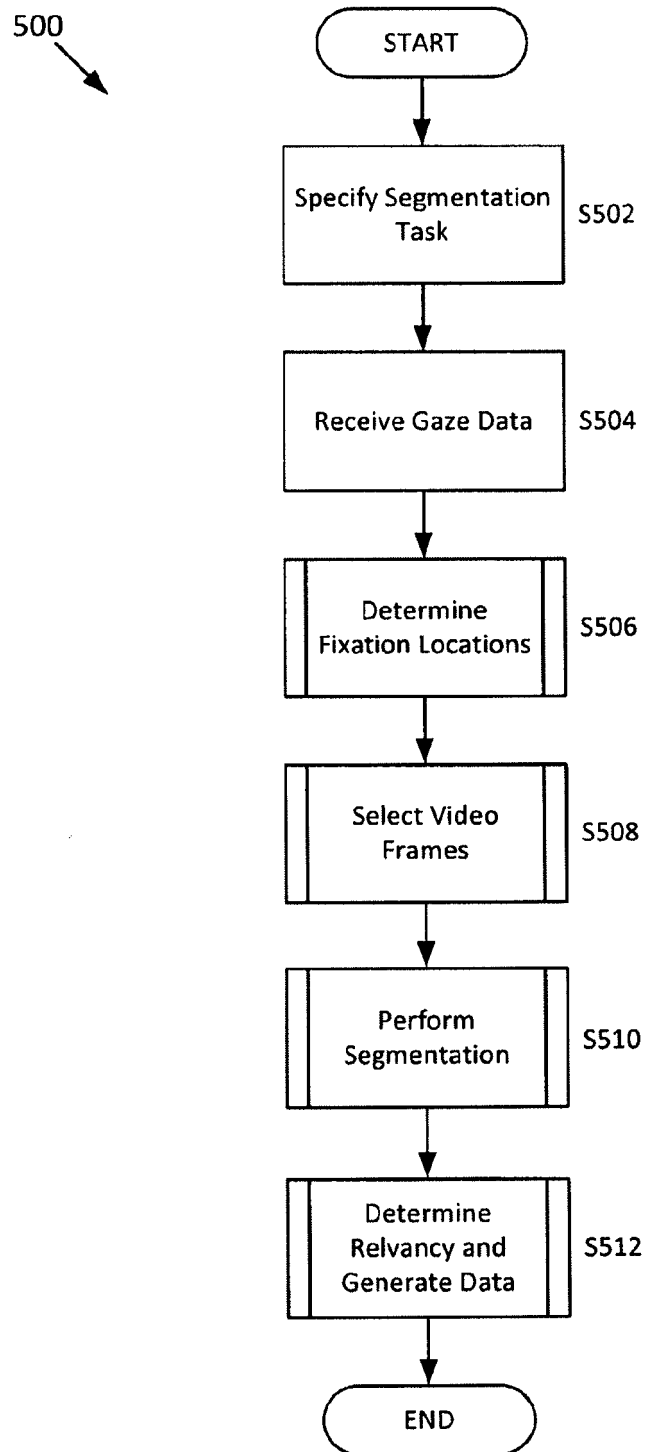 500
START
Specify Segmentation
Task
S502
Receive Gaze Data
S504
Determine
Fixation Locations
S506
Select Video
Frames
S508
Perform
Segmentation
S510
Determine
Relvancy and
Generate Data
S512
END